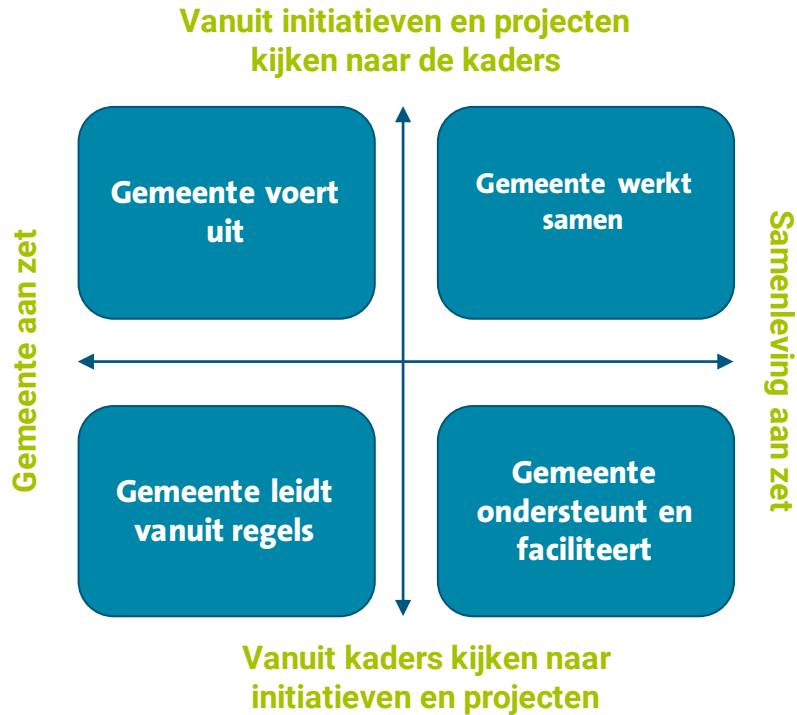 Vanuit initiatieven en projecten
kijken naar de kaders
Gemeente voert
uit
Gemeente werkt
samen
Gemeente aan zet
Samenleving aan zet
Gemeente leidt
vanuit regels
Gemeente
ondersteunt en
faciliteert
Vanuit kaders kijken naar
initiatieven en projecten